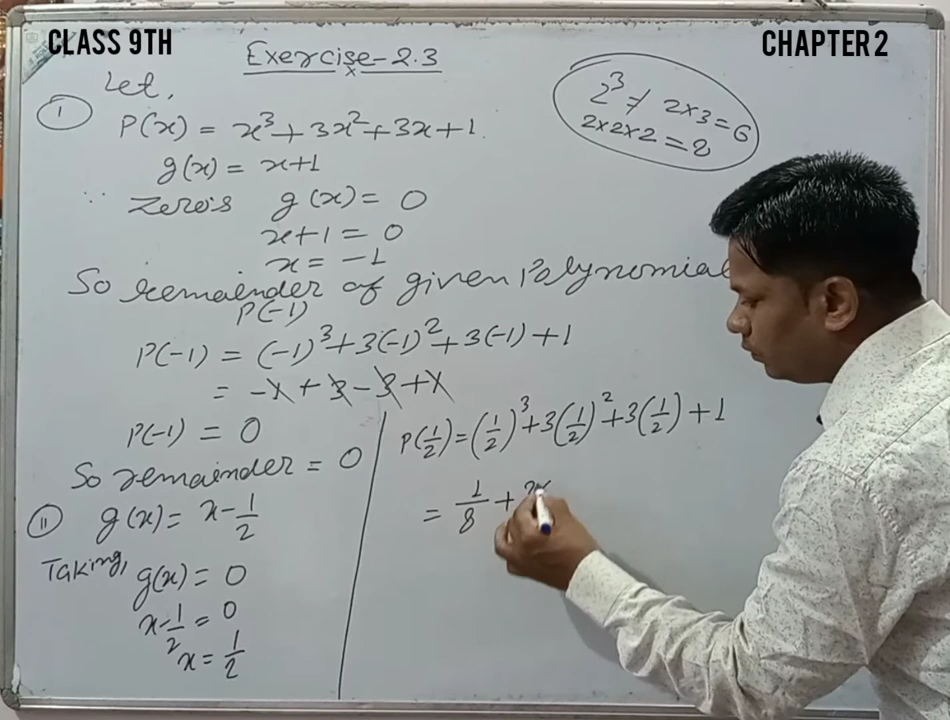 CLASS 9TH
CHAPTER 2
Exercise-2.3
Let,
(I)
P(x) = x³ + 3x² + 3x + 1.
g(x) = x+1
∵ Zeros g(x) = 0
x+1 = 0
x = -1
So remainder of given Polynomial
P(-1)
P(-1) = (-1)³ + 3(-1)² + 3(-1) + 1
= -1 + 3 - 3 + 1
P(-1) = 0
So remainder = 0
(II) g(x) = x - 1/2
Taking, g(x) = 0
x - 1/2 = 0
x = 1/2
P(1/2) = (1/2)³ + 3(1/2)² + 3(1/2) + 1
= 1/8 + 3×
2³ ≠ 2×3 = 6
2×2×2 = 8